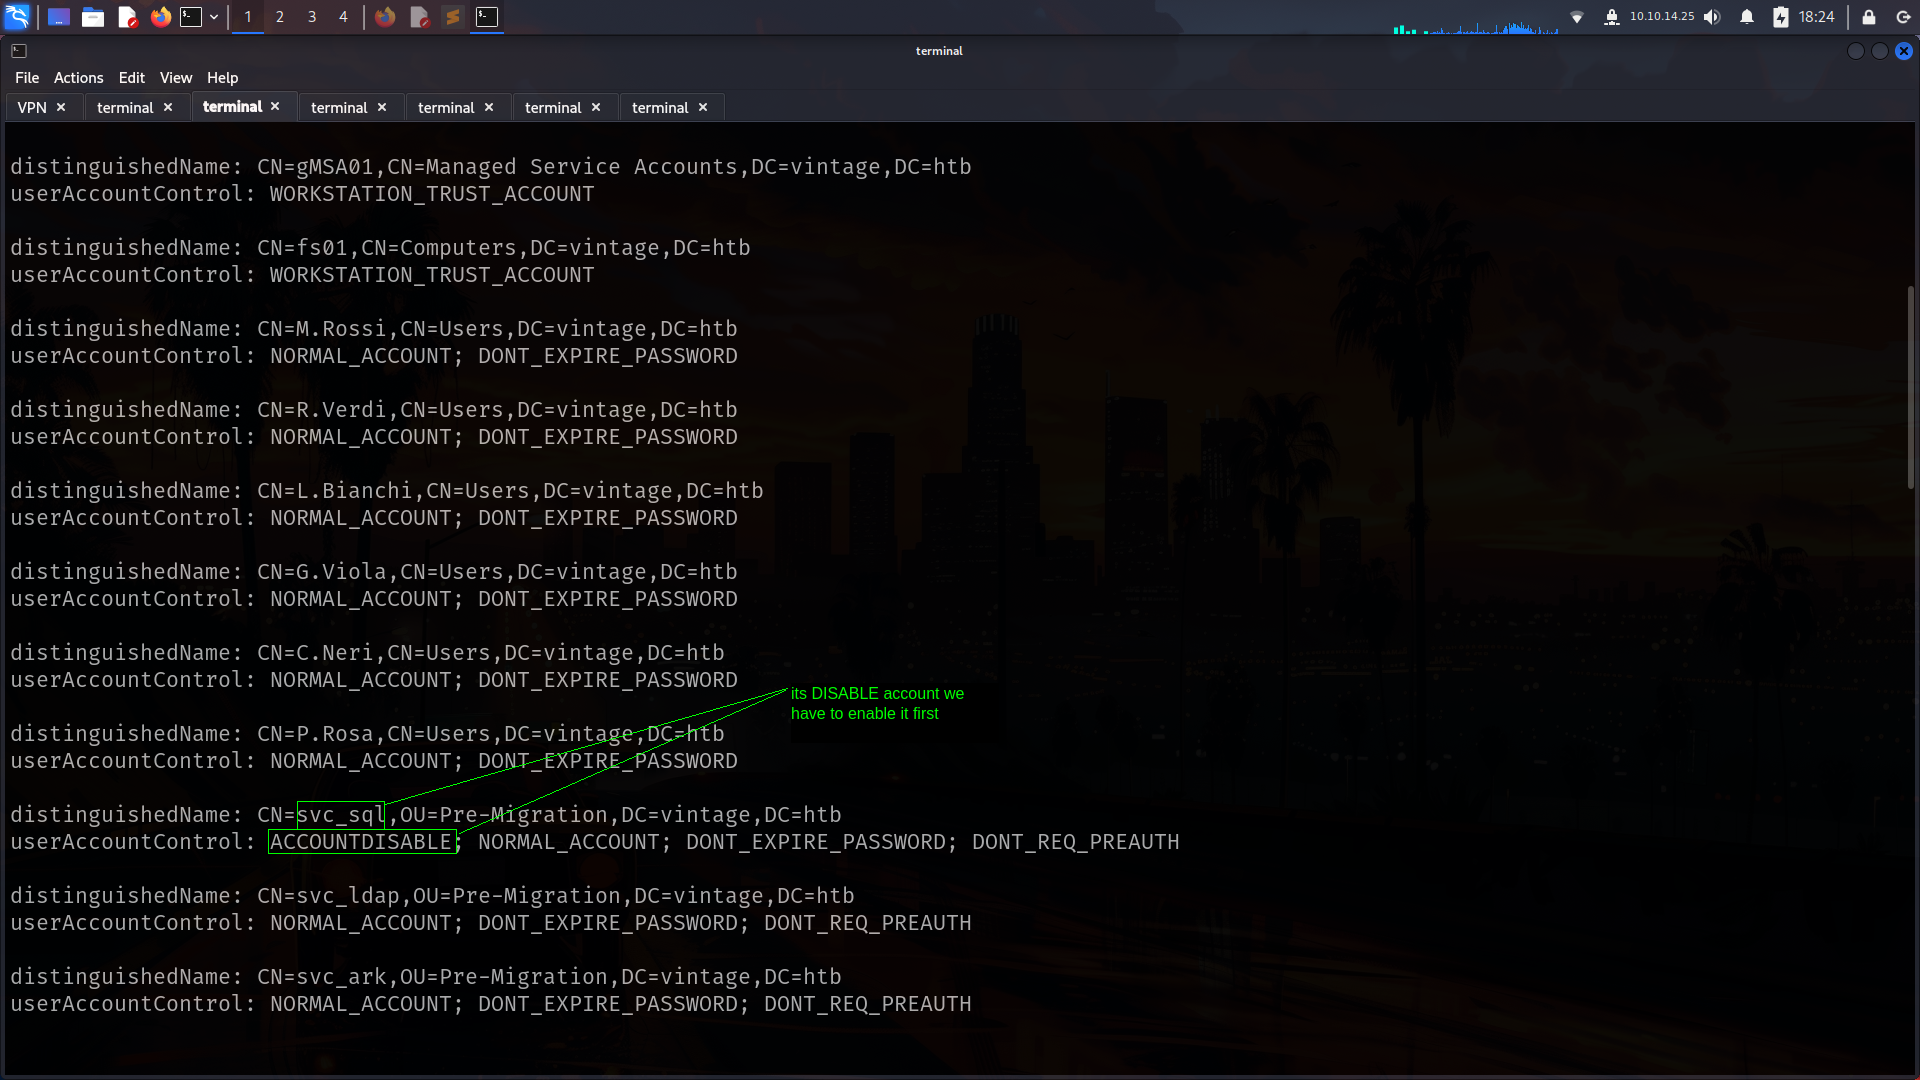 1 2 3 4 10.10.14.25 18:24
terminal
File Actions Edit View Help
VPN terminal terminal terminal terminal terminal terminal
distinguishedName: CN=gMSA01,CN=Managed Service Accounts,DC=vintage,DC=htb
userAccountControl: WORKSTATION_TRUST_ACCOUNT
distinguishedName: CN=fs01,CN=Computers,DC=vintage,DC=htb
userAccountControl: WORKSTATION_TRUST_ACCOUNT
distinguishedName: CN=M.Rossi,CN=Users,DC=vintage,DC=htb
userAccountControl: NORMAL_ACCOUNT; DONT_EXPIRE_PASSWORD
distinguishedName: CN=R.Verdi,CN=Users,DC=vintage,DC=htb
userAccountControl: NORMAL_ACCOUNT; DONT_EXPIRE_PASSWORD
distinguishedName: CN=L.Bianchi,CN=Users,DC=vintage,DC=htb
userAccountControl: NORMAL_ACCOUNT; DONT_EXPIRE_PASSWORD
distinguishedName: CN=G.Viola,CN=Users,DC=vintage,DC=htb
userAccountControl: NORMAL_ACCOUNT; DONT_EXPIRE_PASSWORD
distinguishedName: CN=C.Neri,CN=Users,DC=vintage,DC=htb
userAccountControl: NORMAL_ACCOUNT; DONT_EXPIRE_PASSWORD
its DISABLE account we
have to enable it first
distinguishedName: CN=P.Rosa,CN=Users,DC=vintage,DC=htb
userAccountControl: NORMAL_ACCOUNT; DONT_EXPIRE_PASSWORD
distinguishedName: CN=svc_sql,OU=Pre-Migration,DC=vintage,DC=htb
userAccountControl: ACCOUNTDISABLE; NORMAL_ACCOUNT; DONT_EXPIRE_PASSWORD; DONT_REQ_PREAUTH
distinguishedName: CN=svc_ldap,OU=Pre-Migration,DC=vintage,DC=htb
userAccountControl: NORMAL_ACCOUNT; DONT_EXPIRE_PASSWORD; DONT_REQ_PREAUTH
distinguishedName: CN=svc_ark,OU=Pre-Migration,DC=vintage,DC=htb
userAccountControl: NORMAL_ACCOUNT; DONT_EXPIRE_PASSWORD; DONT_REQ_PREAUTH